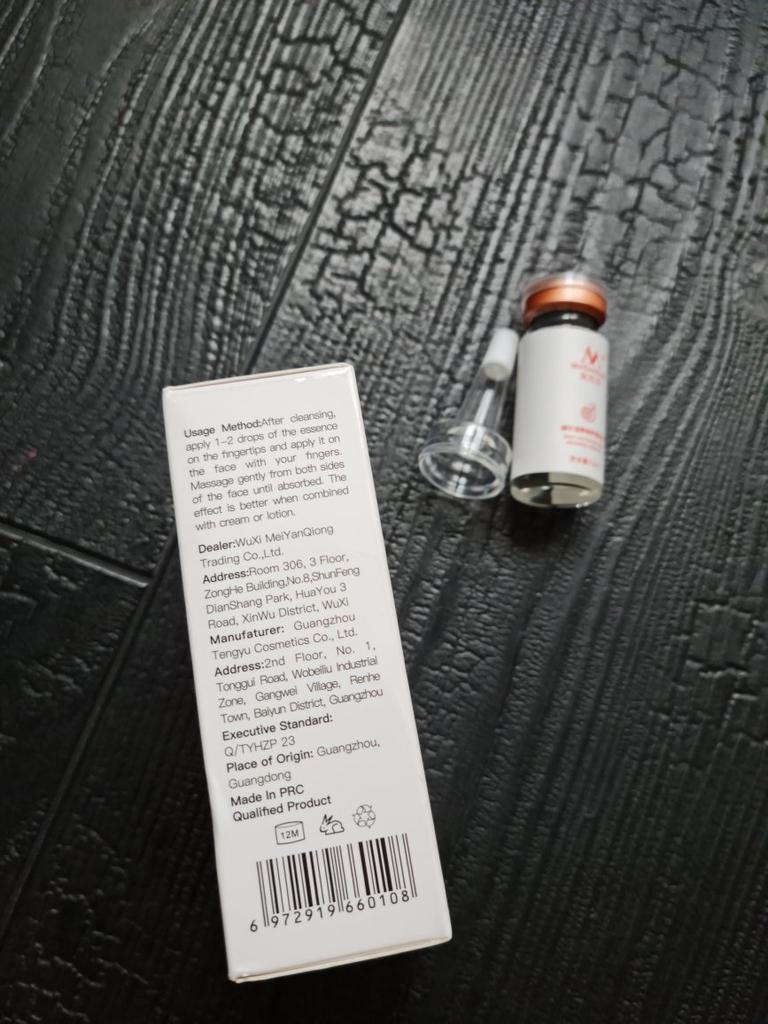 Usage Method:After cleansing,
apply 1-2 drops of the essence
on the fingertips and apply it on
the face with your fingers.
Massage gently from both sides
of the face until absorbed. The
effect is better when combined
with cream or lotion.
Dealer:WuXi MeiYanQiong
Trading Co.,Ltd.
Address:Room 306, 3 Floor,
ZongHe Building,No.8,ShunFeng
DianShang Park, HuaYou 3
Road, XinWu District, WuXi
Manufaturer: Guangzhou
Tengyu Cosmetics Co., Ltd.
Address:2nd Floor, No. 1,
Tonggui Road, Wobeiliu Industrial
Zone, Gangwei Village, Renhe
Town, Baiyun District, Guangzhou
Executive Standard:
Q/TYHZP 23
Place of Origin: Guangzhou,
Guangdong
Made In PRC
Qualified Product
12M
6 972919 660108